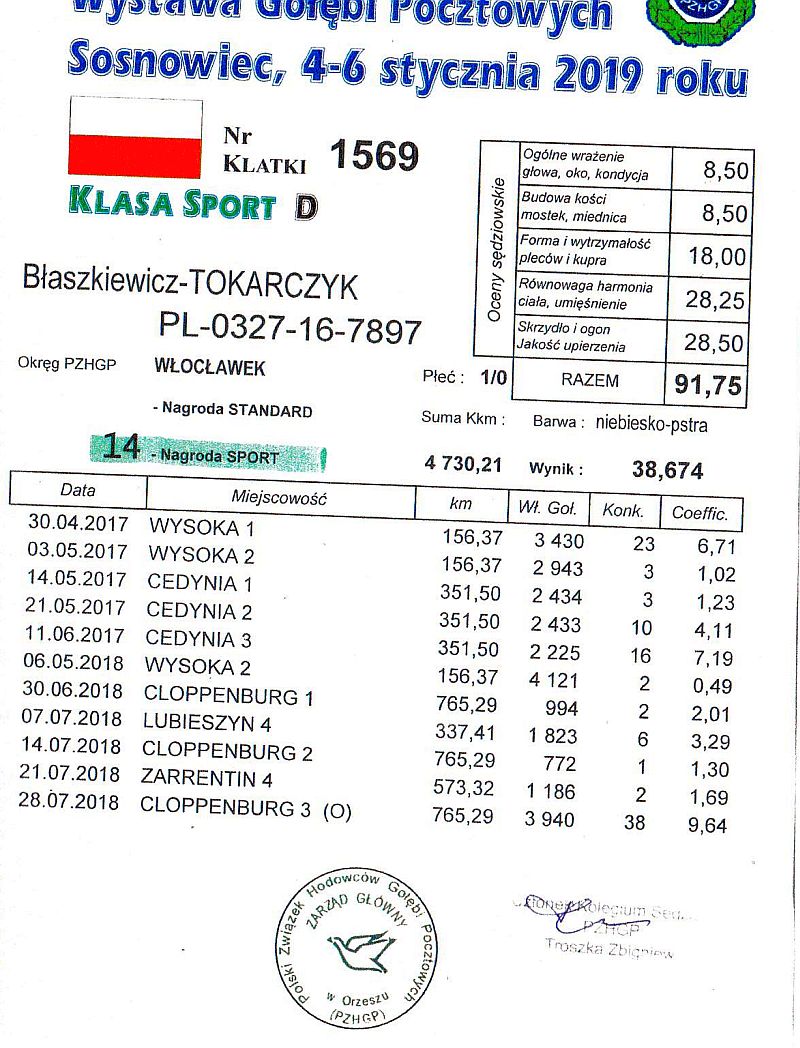 Wystawa Gołębi Pocztowych
PZHGP
Sosnowiec, 4-6 stycznia 2019 roku
Nr
KLATKI 1569
KLASA SPORT D
Oceny sędziowskie
Ogólne wrażenie
głowa, oko, kondycja 8,50
Budowa kości
mostek, miednica 8,50
Forma i wytrzymałość
pleców i kupra 18,00
Równowaga harmonia
ciała, umięśnienie 28,25
Skrzydło i ogon
Jakość upierzenia 28,50
RAZEM 91,75
Błaszkiewicz-TOKARCZYK
PL-0327-16-7897
Okręg PZHGP WŁOCŁAWEK
Płeć : 1/0
- Nagroda STANDARD
Suma Kkm : Barwa : niebiesko-pstra
14 - Nagroda SPORT
4 730,21 Wynik : 38,674
Data Miejscowość km Wł. Goł. Konk. Coeffic.
30.04.2017 WYSOKA 1 156,37 3 430 23 6,71
03.05.2017 WYSOKA 2 156,37 2 943 3 1,02
14.05.2017 CEDYNIA 1 351,50 2 434 3 1,23
21.05.2017 CEDYNIA 2 351,50 2 433 10 4,11
11.06.2017 CEDYNIA 3 351,50 2 225 16 7,19
06.05.2018 WYSOKA 2 156,37 4 121 2 0,49
30.06.2018 CLOPPENBURG 1 765,29 994 2 2,01
07.07.2018 LUBIESZYN 4 337,41 1 823 6 3,29
14.07.2018 CLOPPENBURG 2 765,29 772 1 1,30
21.07.2018 ZARRENTIN 4 573,32 1 186 2 1,69
28.07.2018 CLOPPENBURG 3 (O) 765,29 3 940 38 9,64
Polski Związek Hodowców Gołębi Pocztowych
ZARZĄD GŁÓWNY
w Orzeszu
(PZHGP)
Kolegium
PZHGP
Troszka Zbigniew